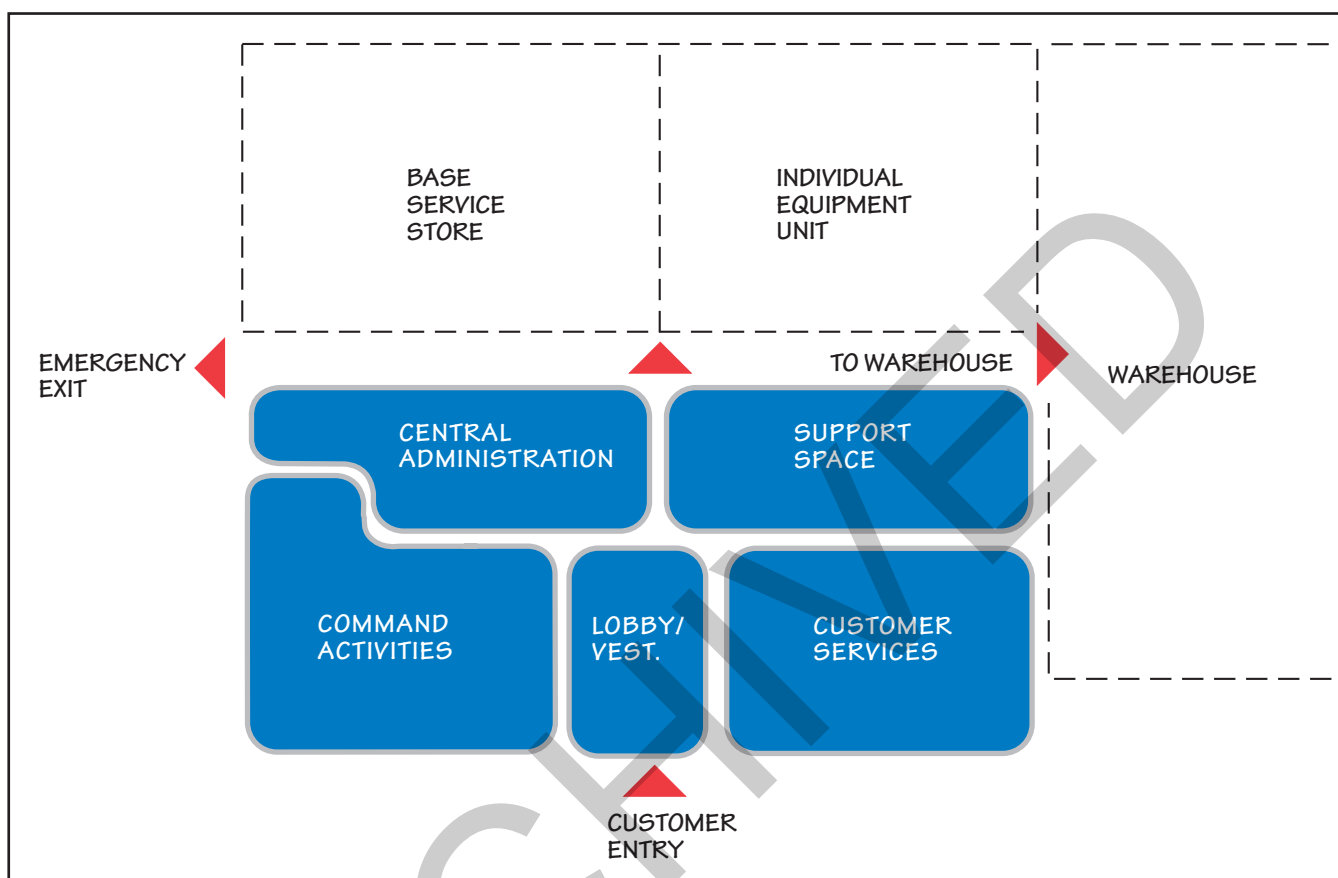 BASE
SERVICE
STORE
INDIVIDUAL
EQUIPMENT
UNIT
EMERGENCY
EXIT
TO WAREHOUSE
WAREHOUSE
CENTRAL
ADMINISTRATION
SUPPORT
SPACE
COMMAND
ACTIVITIES
LOBBY/
VEST.
CUSTOMER
SERVICES
CUSTOMER
ENTRY
CHIVED